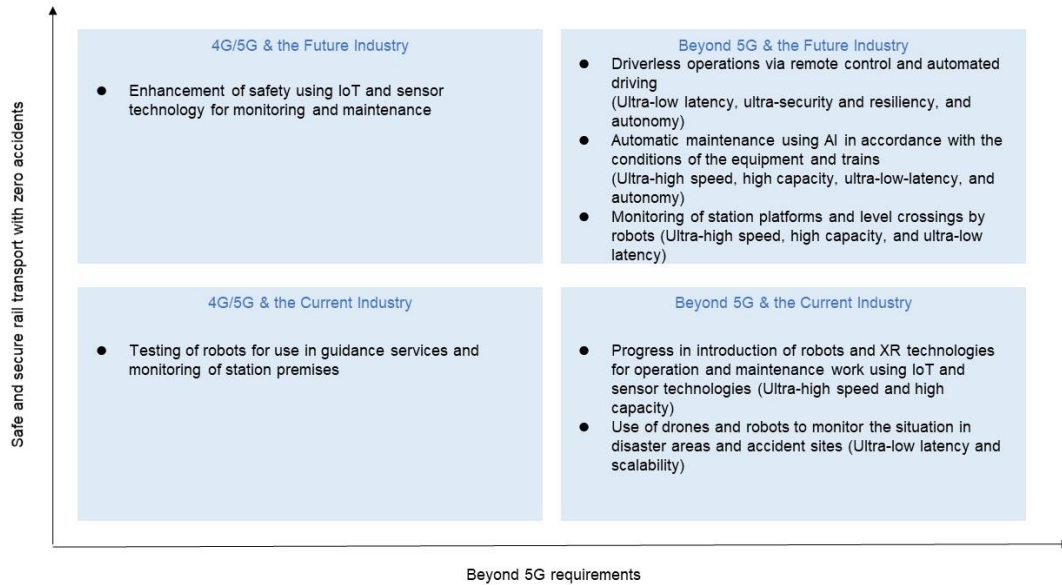 Safe and secure rail transport with zero accidents
4G/5G & the Future Industry
● Enhancement of safety using IoT and sensor
technology for monitoring and maintenance
Beyond 5G & the Future Industry
● Driverless operations via remote control and automated
driving
(Ultra-low latency, ultra-security and resiliency, and
autonomy)
● Automatic maintenance using AI in accordance with the
conditions of the equipment and trains
(Ultra-high speed, high capacity, ultra-low-latency, and
autonomy)
● Monitoring of station platforms and level crossings by
robots (Ultra-high speed, high capacity, and ultra-low
latency)
4G/5G & the Current Industry
● Testing of robots for use in guidance services and
monitoring of station premises
Beyond 5G & the Current Industry
● Progress in introduction of robots and XR technologies
for operation and maintenance work using IoT and
sensor technologies (Ultra-high speed and high
capacity)
● Use of drones and robots to monitor the situation in
disaster areas and accident sites (Ultra-low latency and
scalability)
Beyond 5G requirements